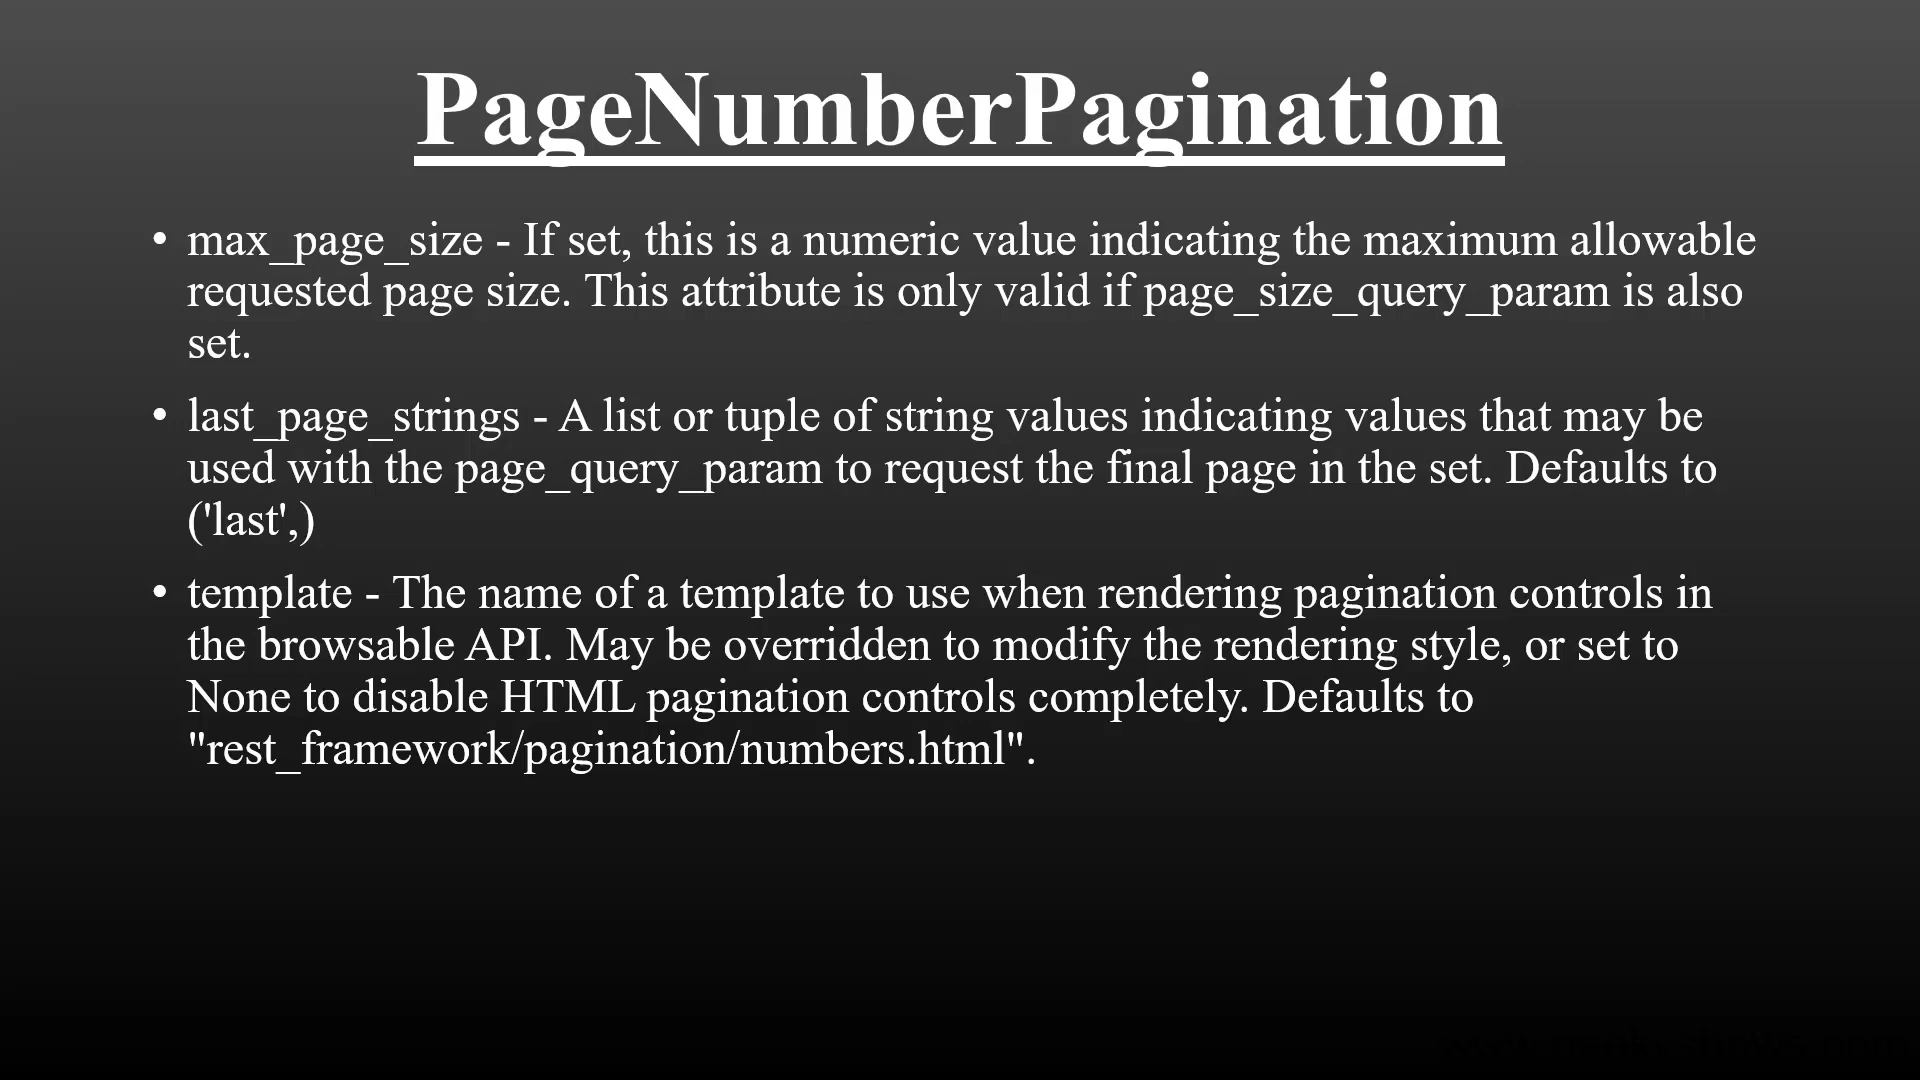 PageNumberPagination
• max_page_size - If set, this is a numeric value indicating the maximum allowable
requested page size. This attribute is only valid if page_size_query_param is also
set.
• last_page_strings - A list or tuple of string values indicating values that may be
used with the page_query_param to request the final page in the set. Defaults to
('last',)
• template - The name of a template to use when rendering pagination controls in
the browsable API. May be overridden to modify the rendering style, or set to
None to disable HTML pagination controls completely. Defaults to
"rest_framework/pagination/numbers.html".